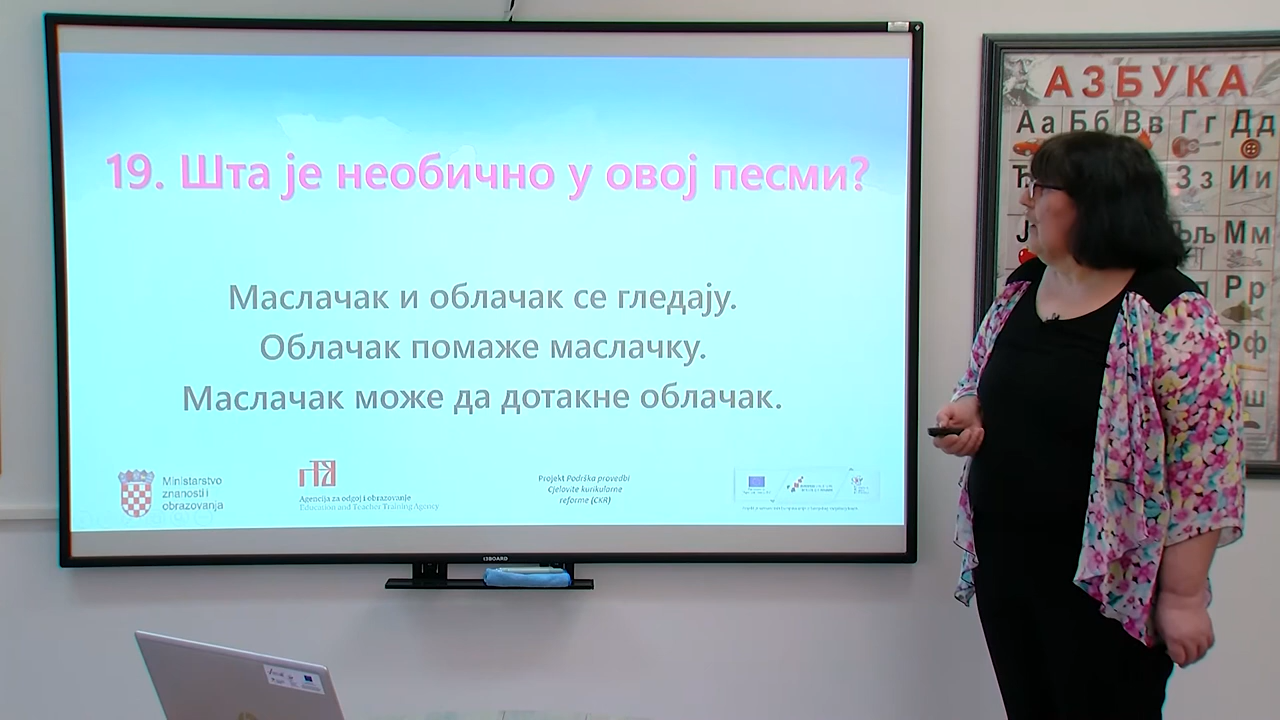 19. Шта је необично у овој песми?
Маслачак и облачак се гледају.
Облачак помаже маслачку.
Маслачак може да дотакне облачак.
Ministarstvo
znanosti i
obrazovanja
Agencija za odgoj i obrazovanje
Education and Teacher Training Agency
Projekt Podrška provedbi
Cjelovite kurikularne
reforme (CKR)
i3BOARD
АЗБУКА
Аа Бб Вв Гг Дд
Зз Ии
Љљ Мм
Рр